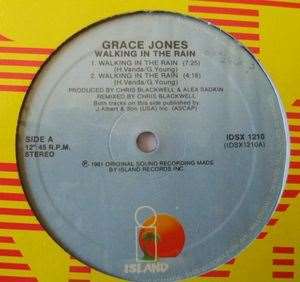 GRACE JONES
WALKING IN THE RAIN
1. WALKING IN THE RAIN (7:25)
(H.Vanda/G.Young)
2. WALKING IN THE RAIN (4:18)
(H.Vanda/G.Young)
PRODUCED BY CHRIS BLACKWELL & ALEX SADKIN
REMIXED BY CHRIS BLACKWELL
Both tracks on this side published by
J.Albert & Son (USA) Inc. (ASCAP)
SIDE A
12" 45 R.P.M.
STEREO
IDSX 1210
(IDSX1210A)
℗ 1981 ORIGINAL SOUND RECORDING MADE
BY ISLAND RECORDS INC.
ISLAND